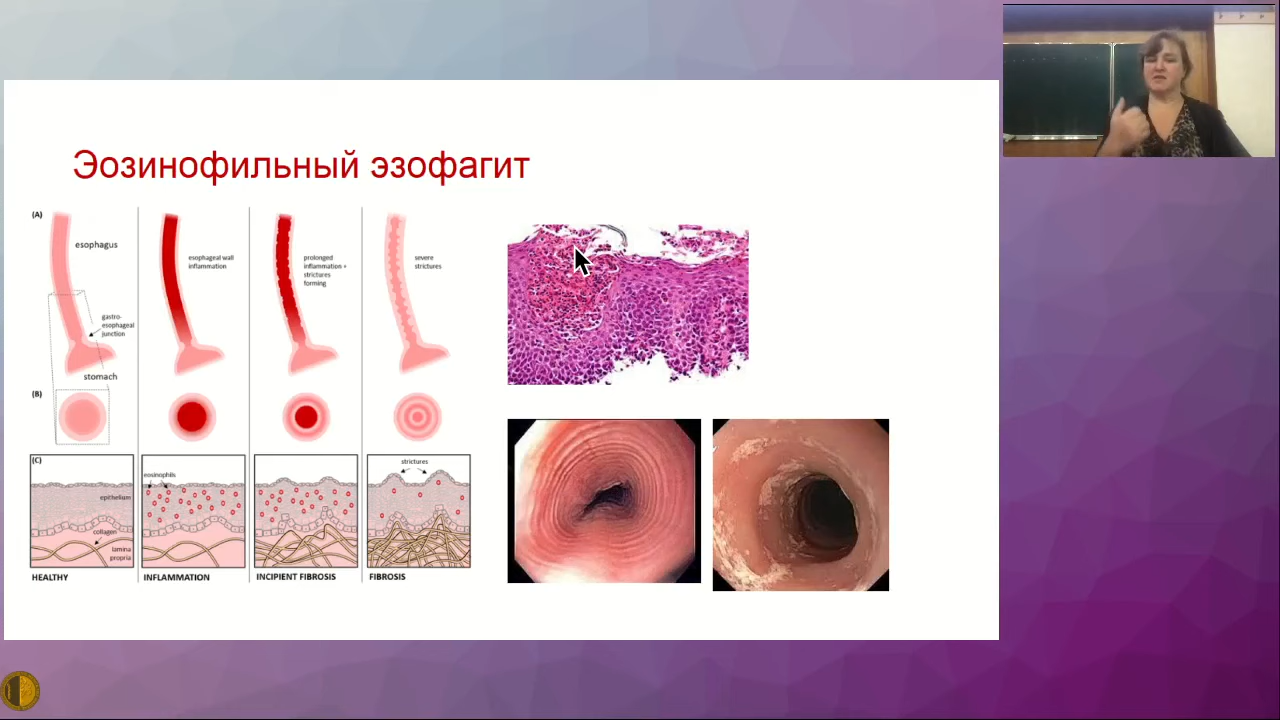 Эозинофильный эзофагит
(A)
esophagus
gastro-
esophageal
junction
stomach
esophageal wall
inflammation
prolonged
inflammation +
strictures
forming
severe
strictures
(B)
(C)
epithelium
collagen
lamina
propria
eosinophils
strictures
HEALTHY
INFLAMMATION
INCIPIENT FIBROSIS
FIBROSIS